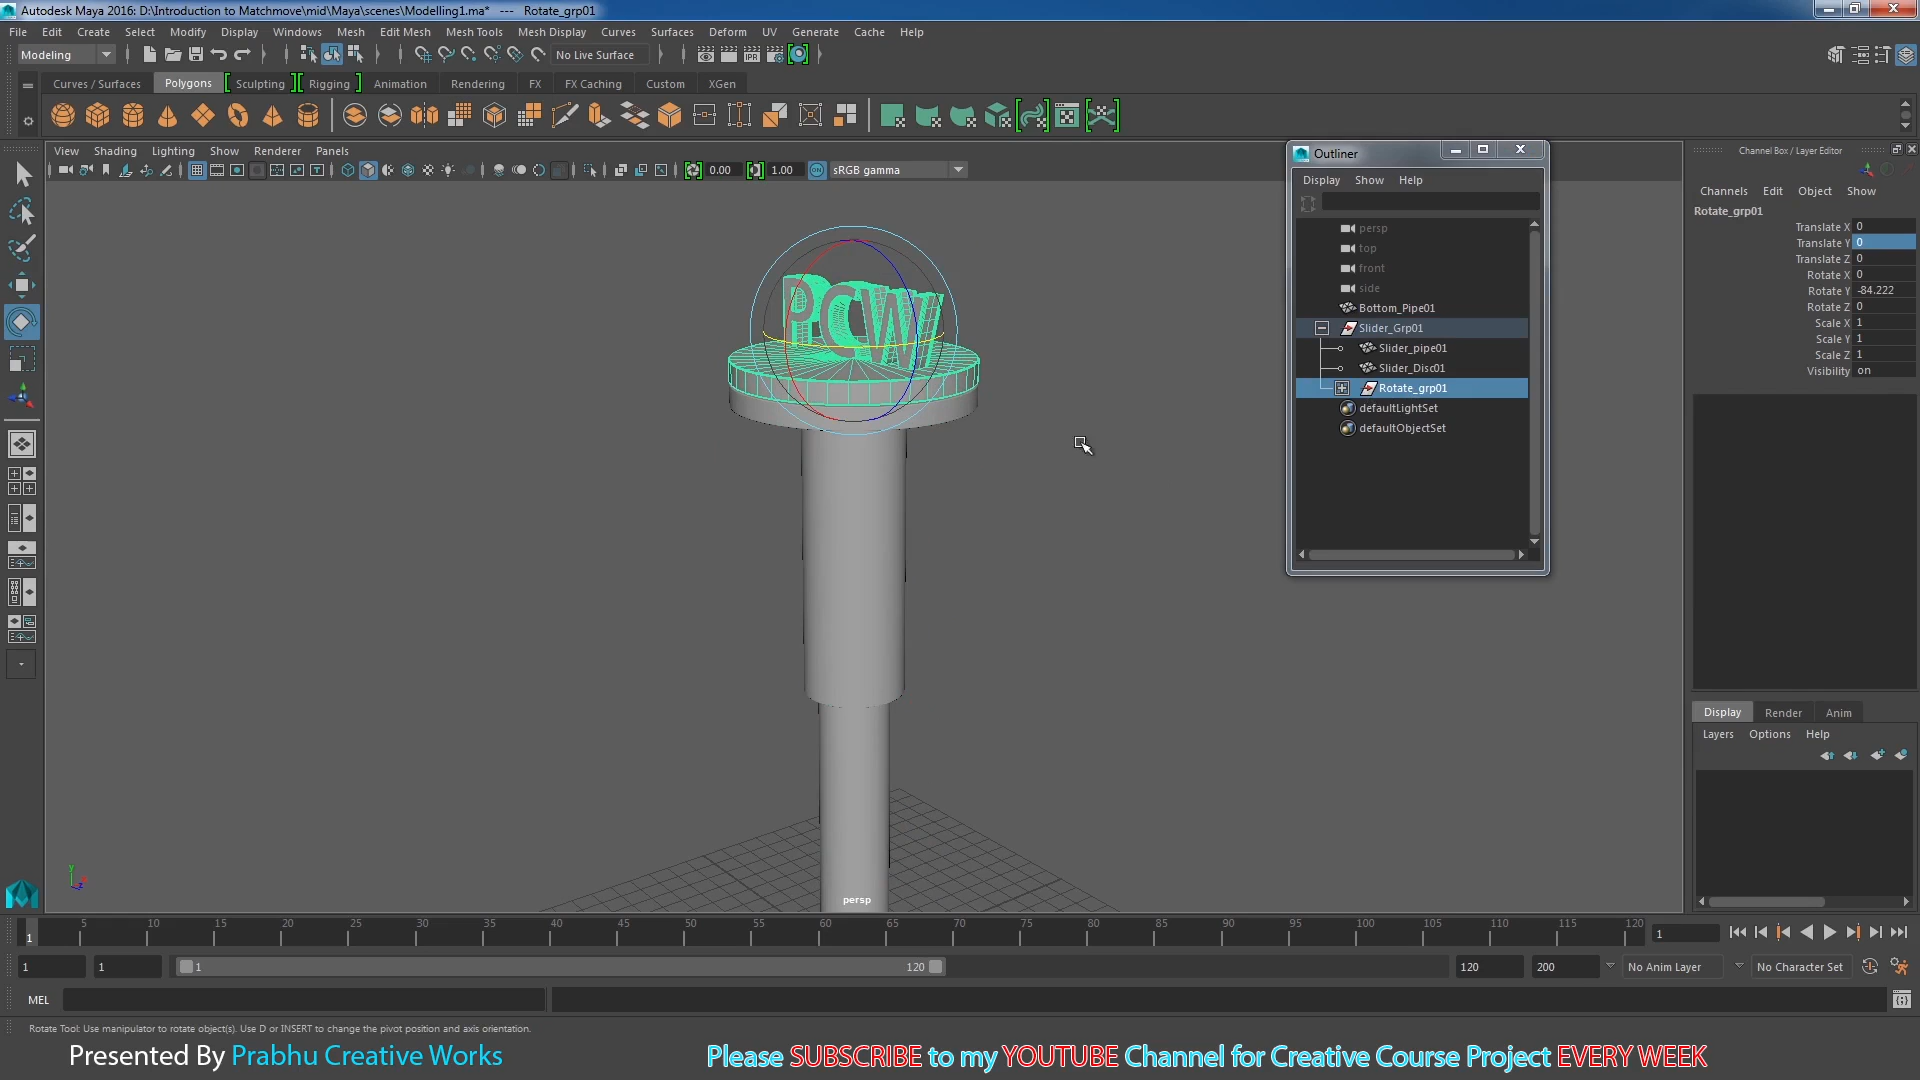 Autodesk Maya 2016: D:\Introduction to Matchmove\mid\Maya\scenes\Modelling1.ma* --- Rotate_grp01
File Edit Create Select Modify Display Windows Mesh Edit Mesh Mesh Tools Mesh Display Curves Surfaces Deform UV Generate Cache Help
Modeling No Live Surface
Curves / Surfaces Polygons Sculpting Rigging Animation Rendering FX FX Caching Custom XGen
View Shading Lighting Show Renderer Panels
0.00 1.00 sRGB gamma
PCW
persp
Outliner
Display Show Help
persp
top
front
side
Bottom_Pipe01
Slider_Grp01
Slider_pipe01
Slider_Disc01
Rotate_grp01
defaultLightSet
defaultObjectSet
Channel Box / Layer Editor
Channels Edit Object Show
Rotate_grp01
Translate X 0
Translate Y 0
Translate Z 0
Rotate X 0
Rotate Y -84.222
Rotate Z 0
Scale X 1
Scale Y 1
Scale Z 1
Visibility on
Display Render Anim
Layers Options Help
1 5 10 15 20 25 30 35 40 45 50 55 60 65 70 75 80 85 90 95 100 105 110 115 120 1
1 1 1 120 120 200 No Anim Layer No Character Set
MEL
Rotate Tool: Use manipulator to rotate object(s). Use D or INSERT to change the pivot position and axis orientation.
Presented By Prabhu Creative Works
Please SUBSCRIBE to my YOUTUBE Channel for Creative Course Project EVERY WEEK